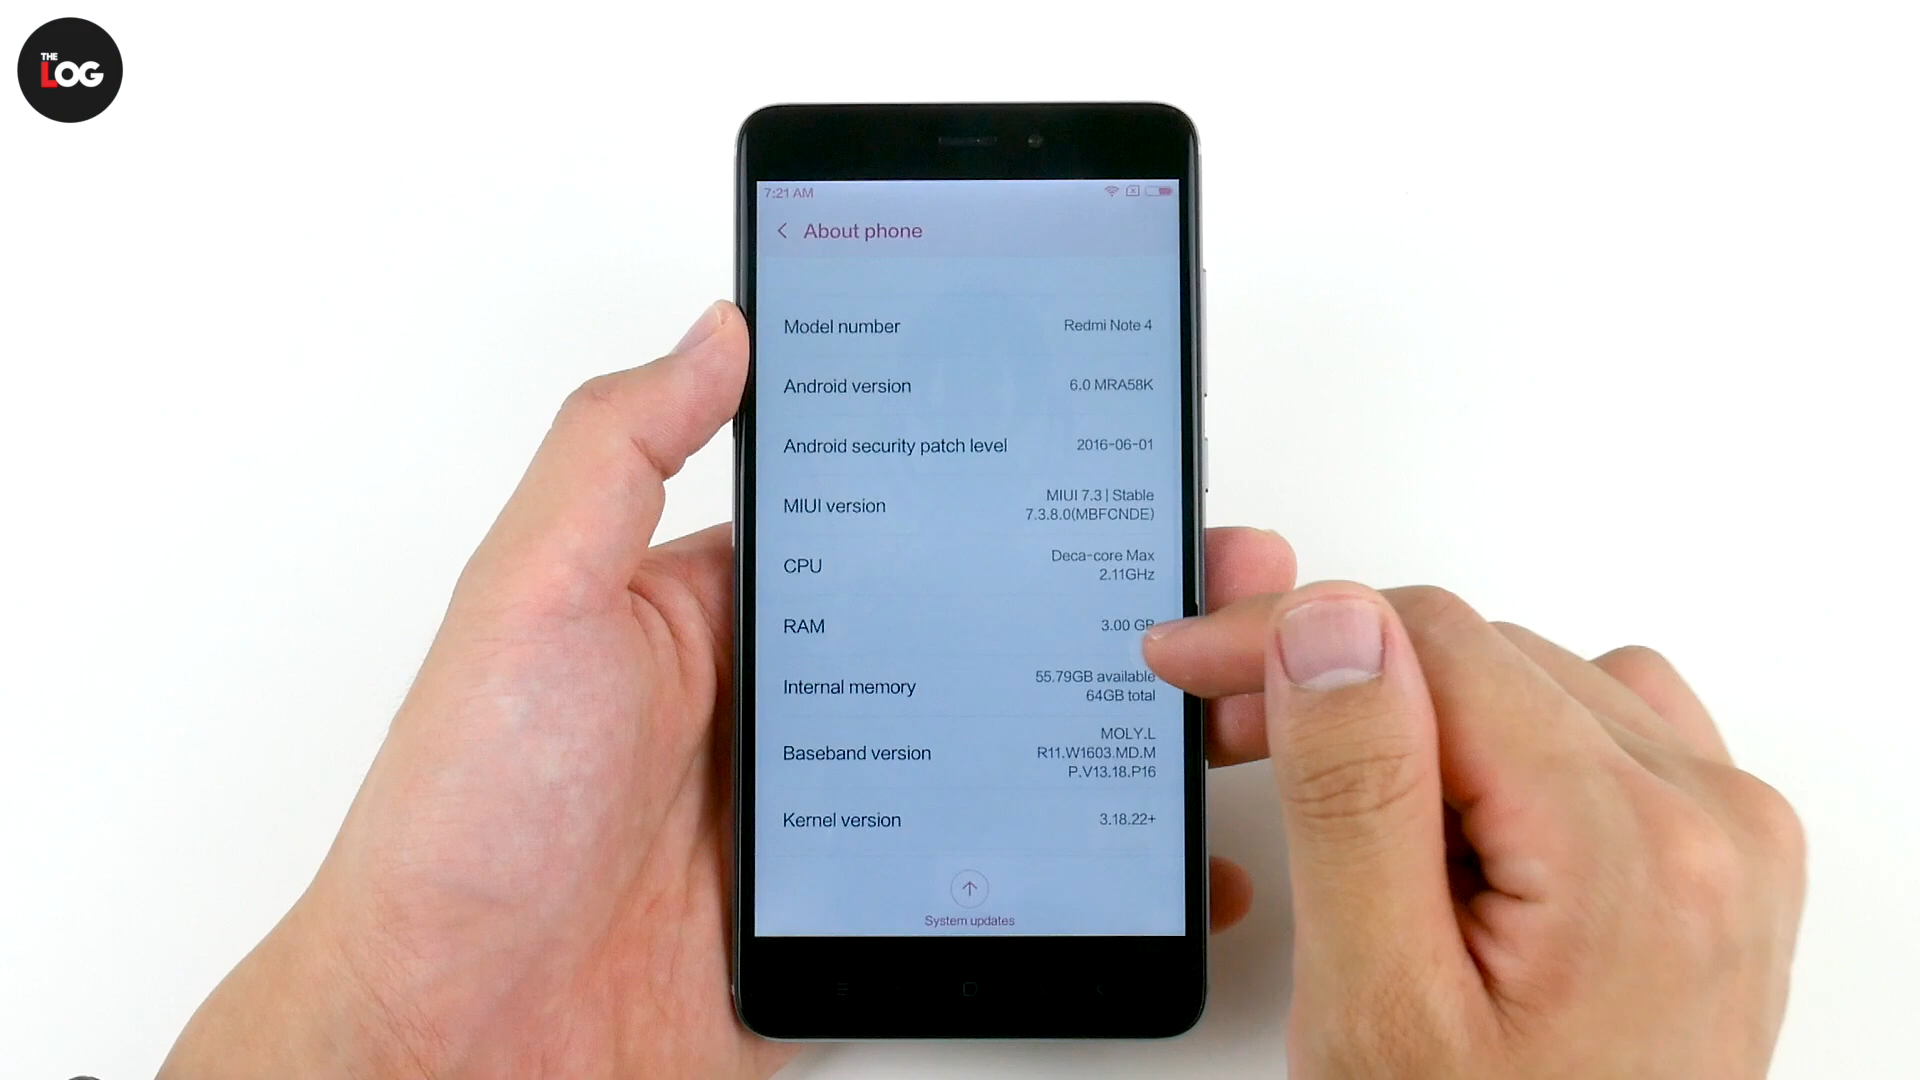 THE
LOG
7:21 AM
About phone
Model number
Redmi Note 4
Android version
6.0 MRA58K
Android security patch level
2016-06-01
MIUI version
MIUI 7.3 | Stable
7.3.8.0(MBFCNDE)
CPU
Deca-core Max
2.11GHz
RAM
3.00 GB
Internal memory
55.79GB available
64GB total
Baseband version
MOLY.L
R11.W1603.MD.M
P.V13.18.P16
Kernel version
3.18.22+
System updates